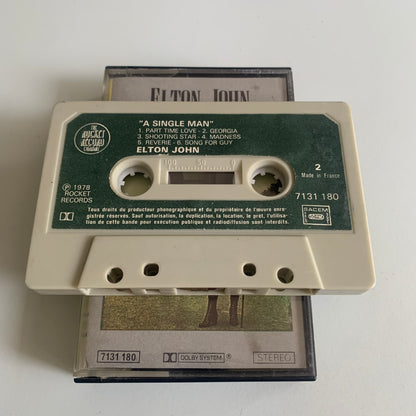 ELTON JOHN
THE
ROCKET
RECORD
COMPANY
"A SINGLE MAN"
1. PART TIME LOVE - 2. GEORGIA
3. SHOOTING STAR - 4. MADNESS
5. REVERIE - 6. SONG FOR GUY
ELTON JOHN
100 50 0
2
Made in France
℗ 1978
ROCKET
RECORDS
7131 180
SACEM
Tous droits du producteur phonographique et du propriétaire de l'œuvre enre-
gistrée réservés. Sauf autorisation, la duplication, la location, le prêt, l'utilisa-
tion de cette bande pour exécution publique et radiodiffusion sont interdits.
7131 180
DOLBY SYSTEM ®
STEREO